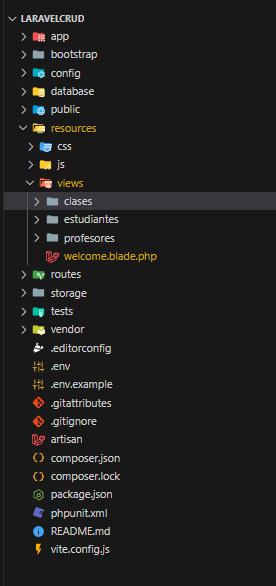 LARAVELCRUD
app
bootstrap
config
database
public
resources
css
js
views
clases
estudiantes
profesores
welcome.blade.php
routes
storage
tests
vendor
.editorconfig
.env
.env.example
.gitattributes
.gitignore
artisan
composer.json
composer.lock
package.json
phpunit.xml
README.md
vite.config.js